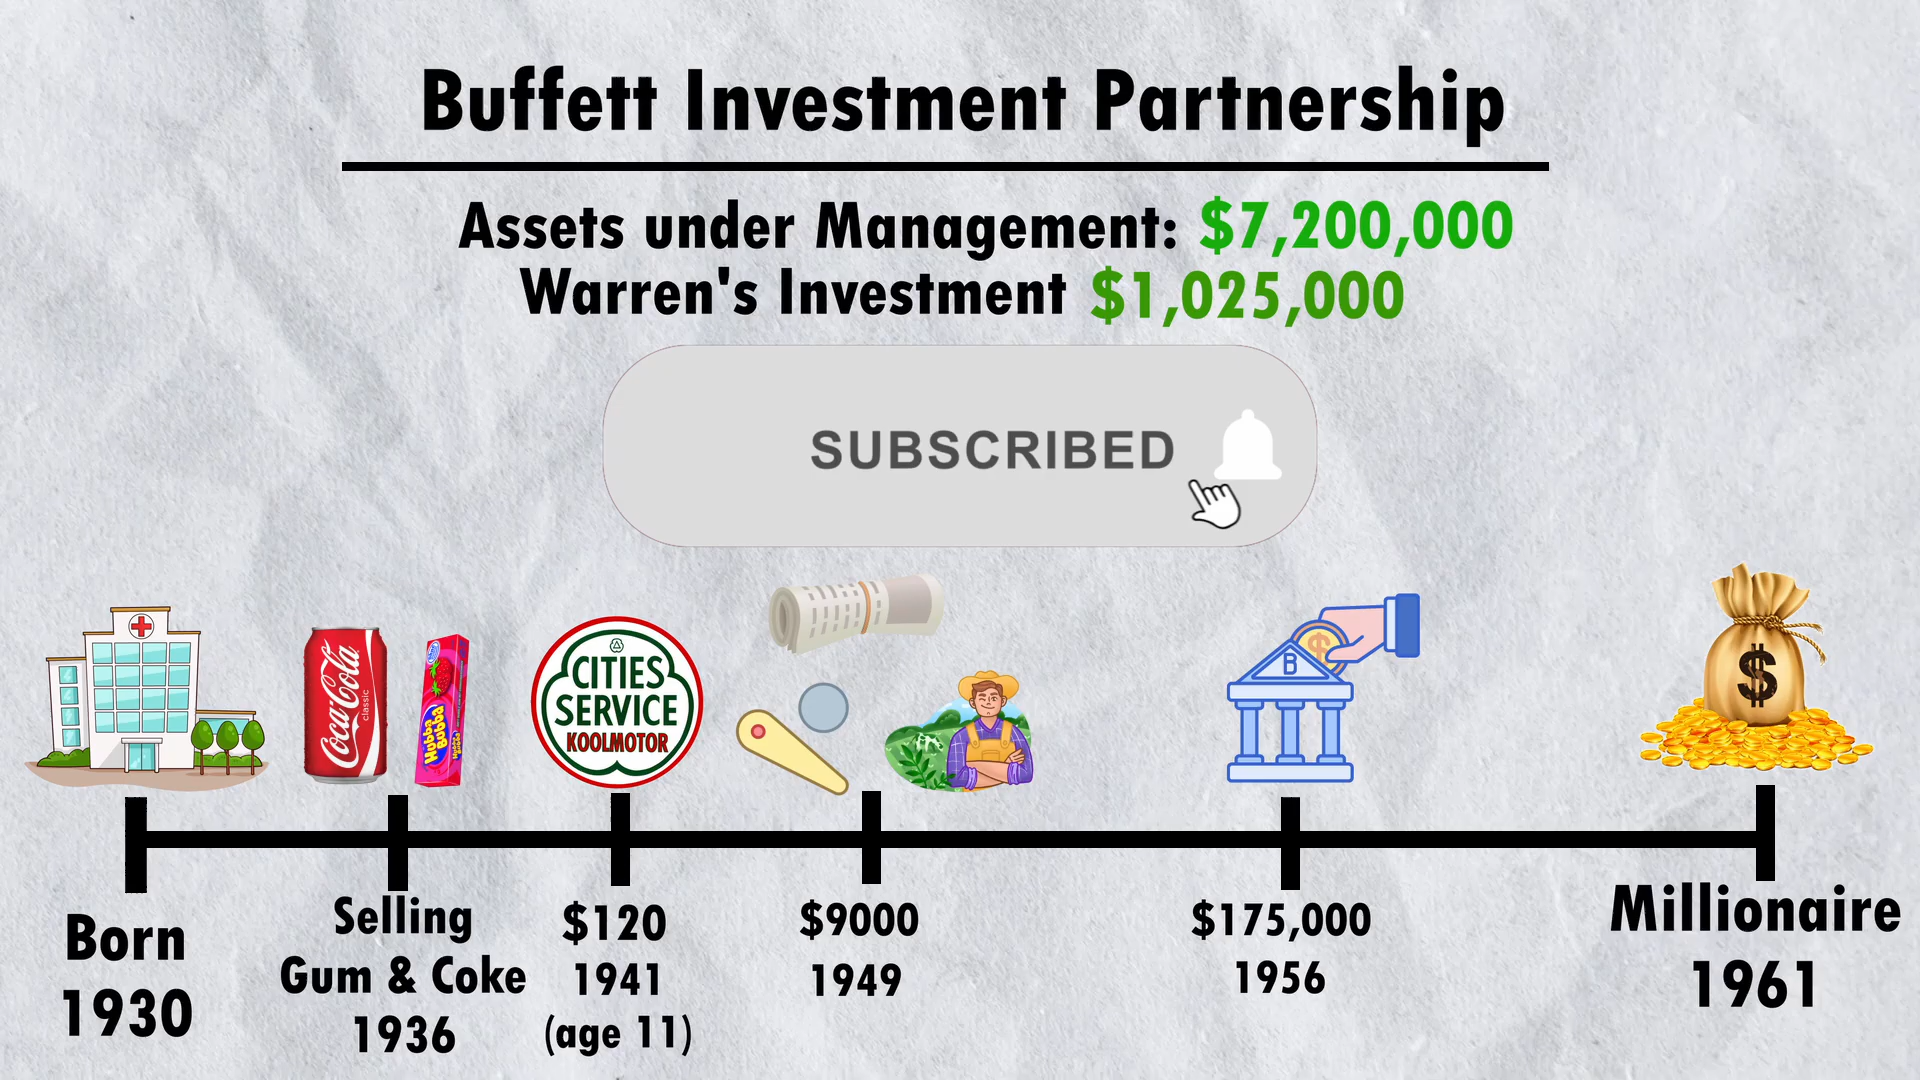 Buffett Investment Partnership
Assets under Management: $7,200,000
Warren's Investment $1,025,000
SUBSCRIBED
Coca-Cola
classic
Hubba
Bubba
CITIES
SERVICE
KOOLMOTOR
B
$
$
Born
1930
Selling
Gum & Coke
1936
$120
1941
(age 11)
$9000
1949
$175,000
1956
Millionaire
1961